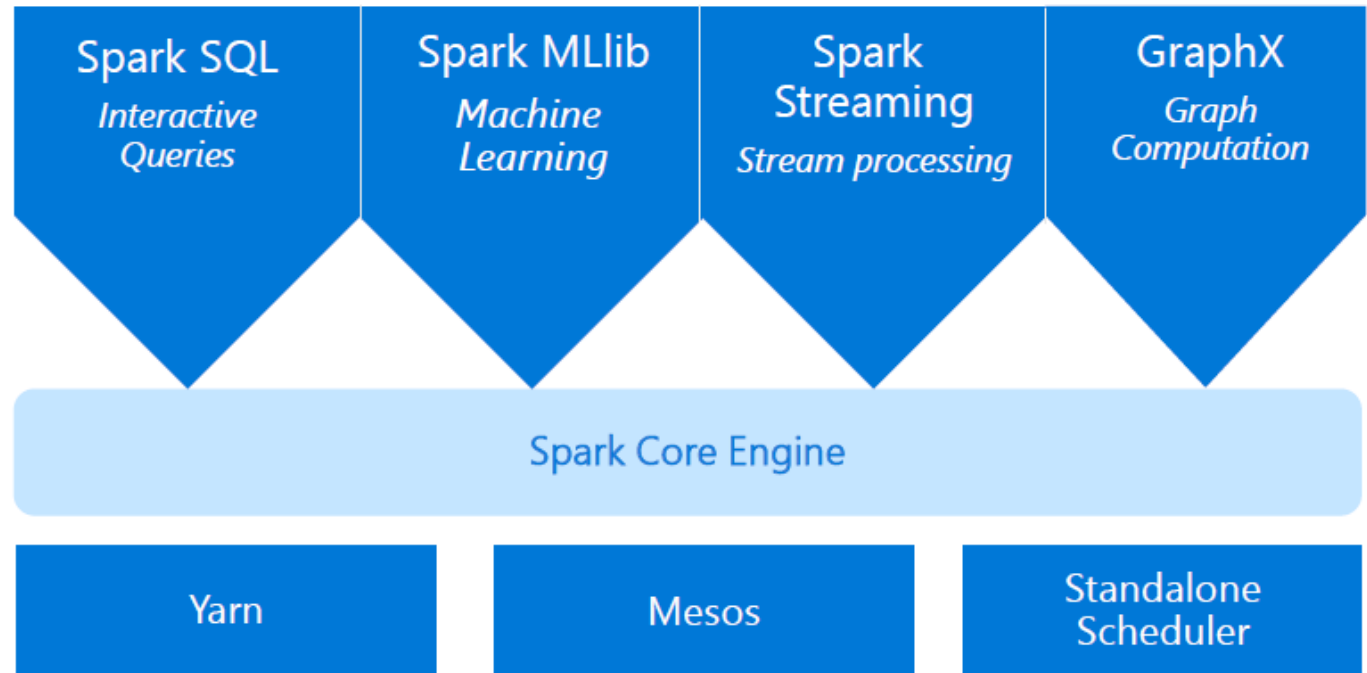 Spark SQL
Interactive
Queries
Spark MLlib
Machine
Learning
Spark
Streaming
Stream processing
GraphX
Graph
Computation
Spark Core Engine
Yarn
Mesos
Standalone
Scheduler